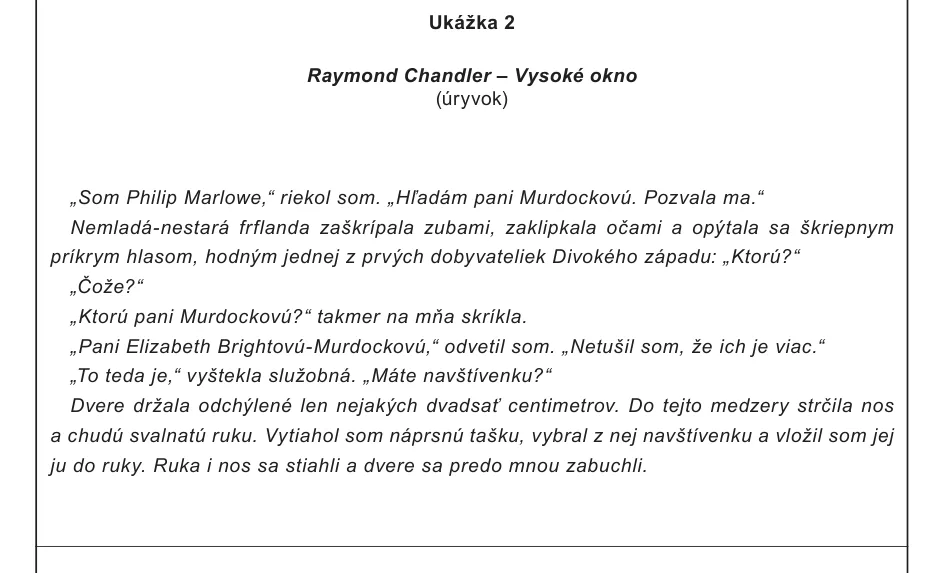 Ukážka 2
Raymond Chandler – Vysoké okno
(úryvok)
„Som Philip Marlowe,“ riekol som. „Hľadám pani Murdockovú. Pozvala ma.“
Nemladá-nestará frflanda zaškrípala zubami, zaklipkala očami a opýtala sa škriepnym
príkrym hlasom, hodným jednej z prvých dobyvateliek Divokého západu: „Ktorú?“
„Čože?“
„Ktorú pani Murdockovú?“ takmer na mňa skríkla.
„Pani Elizabeth Brightovú-Murdockovú,“ odvetil som. „Netušil som, že ich je viac.“
„To teda je,“ vyštekla služobná. „Máte navštívenku?“
Dvere držala odchýlené len nejakých dvadsať centimetrov. Do tejto medzery strčila nos
a chudú svalnatú ruku. Vytiahol som náprsnú tašku, vybral z nej navštívenku a vložil som jej
ju do ruky. Ruka i nos sa stiahli a dvere sa predo mnou zabuchli.